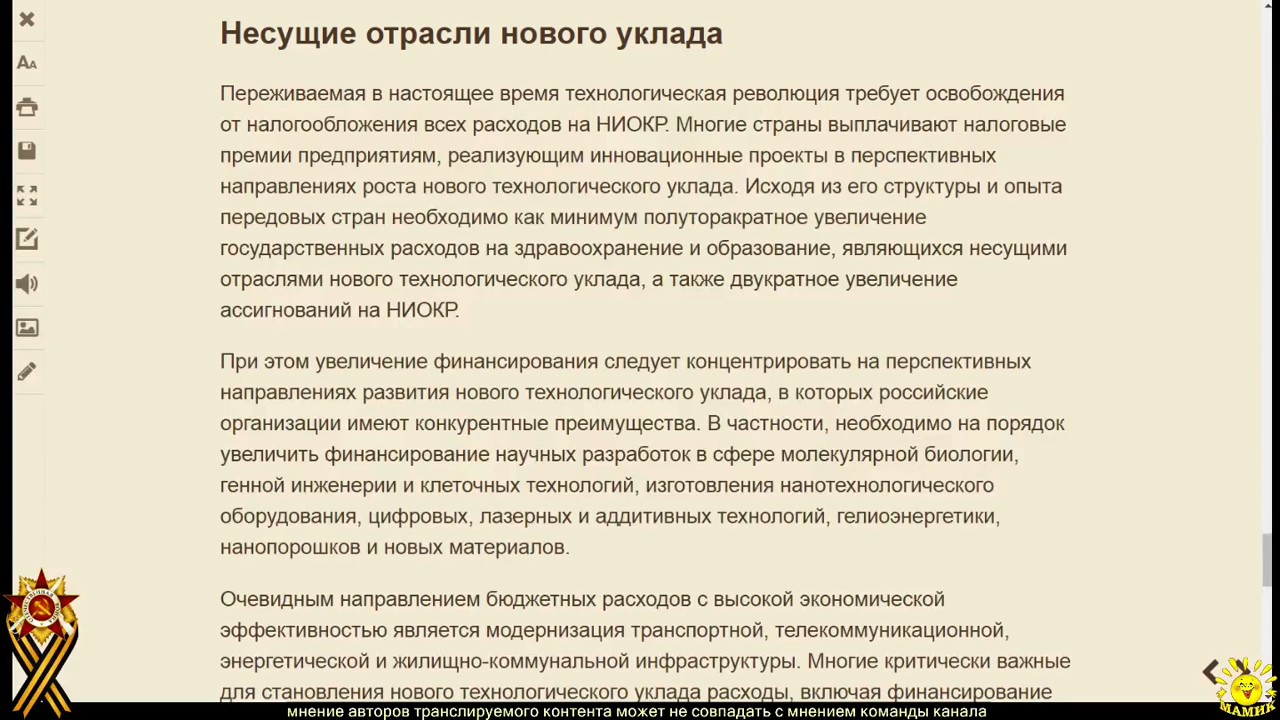 Несущие отрасли нового уклада
Переживаемая в настоящее время технологическая революция требует освобождения
от налогообложения всех расходов на НИОКР. Многие страны выплачивают налоговые
премии предприятиям, реализующим инновационные проекты в перспективных
направлениях роста нового технологического уклада. Исходя из его структуры и опыта
передовых стран необходимо как минимум полуторакратное увеличение
государственных расходов на здравоохранение и образование, являющихся несущими
отраслями нового технологического уклада, а также двукратное увеличение
ассигнований на НИОКР.
При этом увеличение финансирования следует концентрировать на перспективных
направлениях развития нового технологического уклада, в которых российские
организации имеют конкурентные преимущества. В частности, необходимо на порядок
увеличить финансирование научных разработок в сфере молекулярной биологии,
генной инженерии и клеточных технологий, изготовления нанотехнологического
оборудования, цифровых, лазерных и аддитивных технологий, гелиоэнергетики,
нанопорошков и новых материалов.
Очевидным направлением бюджетных расходов с высокой экономической
эффективностью является модернизация транспортной, телекоммуникационной,
энергетической и жилищно-коммунальной инфраструктуры. Многие критически важные
для становления нового технологического уклада расходы, включая финансирование
МАМИК
мнение авторов транслируемого контента может не совпадать с мнением команды канала